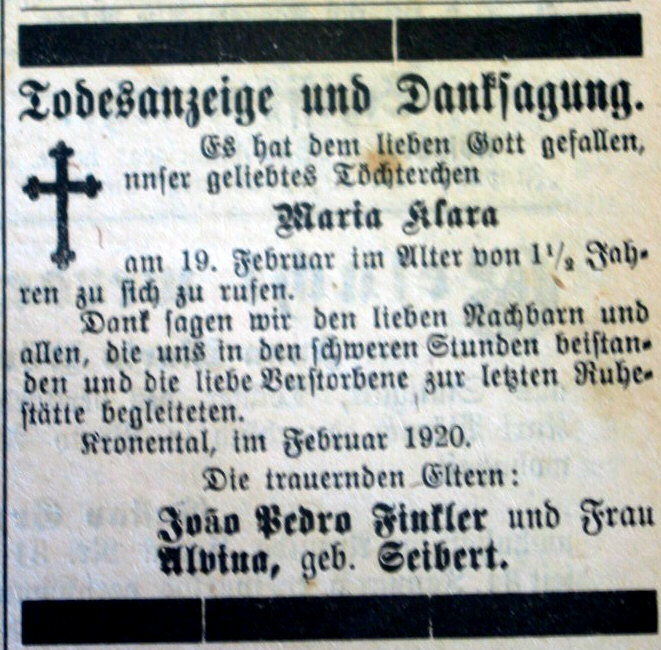 Todesanzeige und Danksagung.
Es hat dem lieben Gott gefallen,
nnser geliebtes Töchterchen
Maria Klara
am 19. Februar im Alter von 1½ Jah-
ren zu sich zu rufen.
Dank sagen wir den lieben Nachbarn und
allen, die uns in den schweren Stunden beistan-
den und die liebe Verstorbene zur letzten Ruhe-
stätte begleiteten.
Kronental, im Februar 1920.
Die trauernden Eltern:
João Pedro Finkler und Frau
Alvina, geb. Seibert.